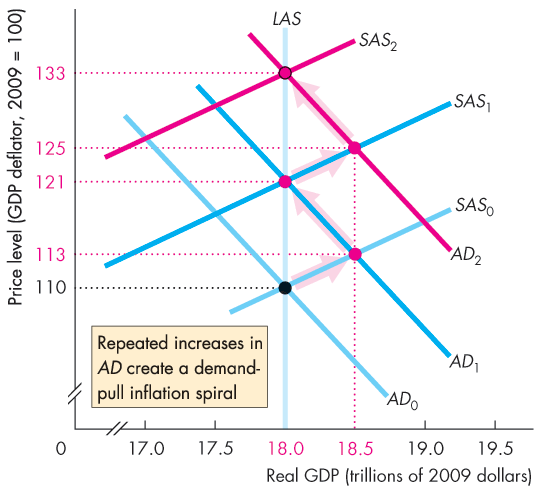 LAS
SAS2
133
SAS1
125
121
SAS0
113
AD2
110
Price level (GDP deflator, 2009 = 100)
Repeated increases in
AD create a demand-
pull inflation spiral
AD1
AD0
0
17.0
17.5
18.0
18.5
19.0
19.5
Real GDP (trillions of 2009 dollars)